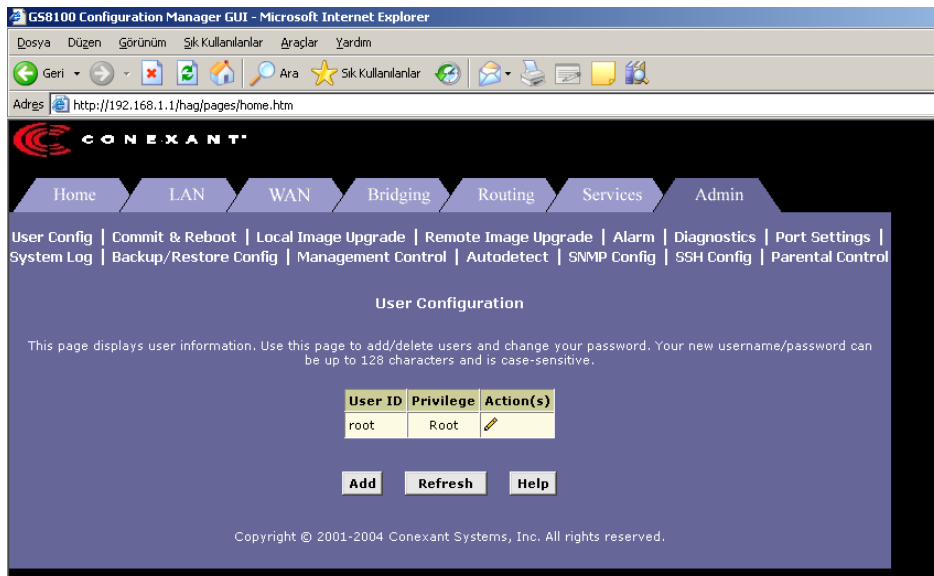 GS8100 Configuration Manager GUI - Microsoft Internet Explorer
Dosya Düzen Görünüm Sık Kullanılanlar Araçlar Yardım
Geri Ara Sık Kullanılanlar
Adres http://192.168.1.1/hag/pages/home.htm
CONEXANT
Home LAN WAN Bridging Routing Services Admin
User Config | Commit & Reboot | Local Image Upgrade | Remote Image Upgrade | Alarm | Diagnostics | Port Settings |
System Log | Backup/Restore Config | Management Control | Autodetect | SNMP Config | SSH Config | Parental Control
User Configuration
This page displays user information. Use this page to add/delete users and change your password. Your new username/password can
be up to 128 characters and is case-sensitive.
User ID Privilege Action(s)
root Root
Add Refresh Help
Copyright © 2001-2004 Conexant Systems, Inc. All rights reserved.